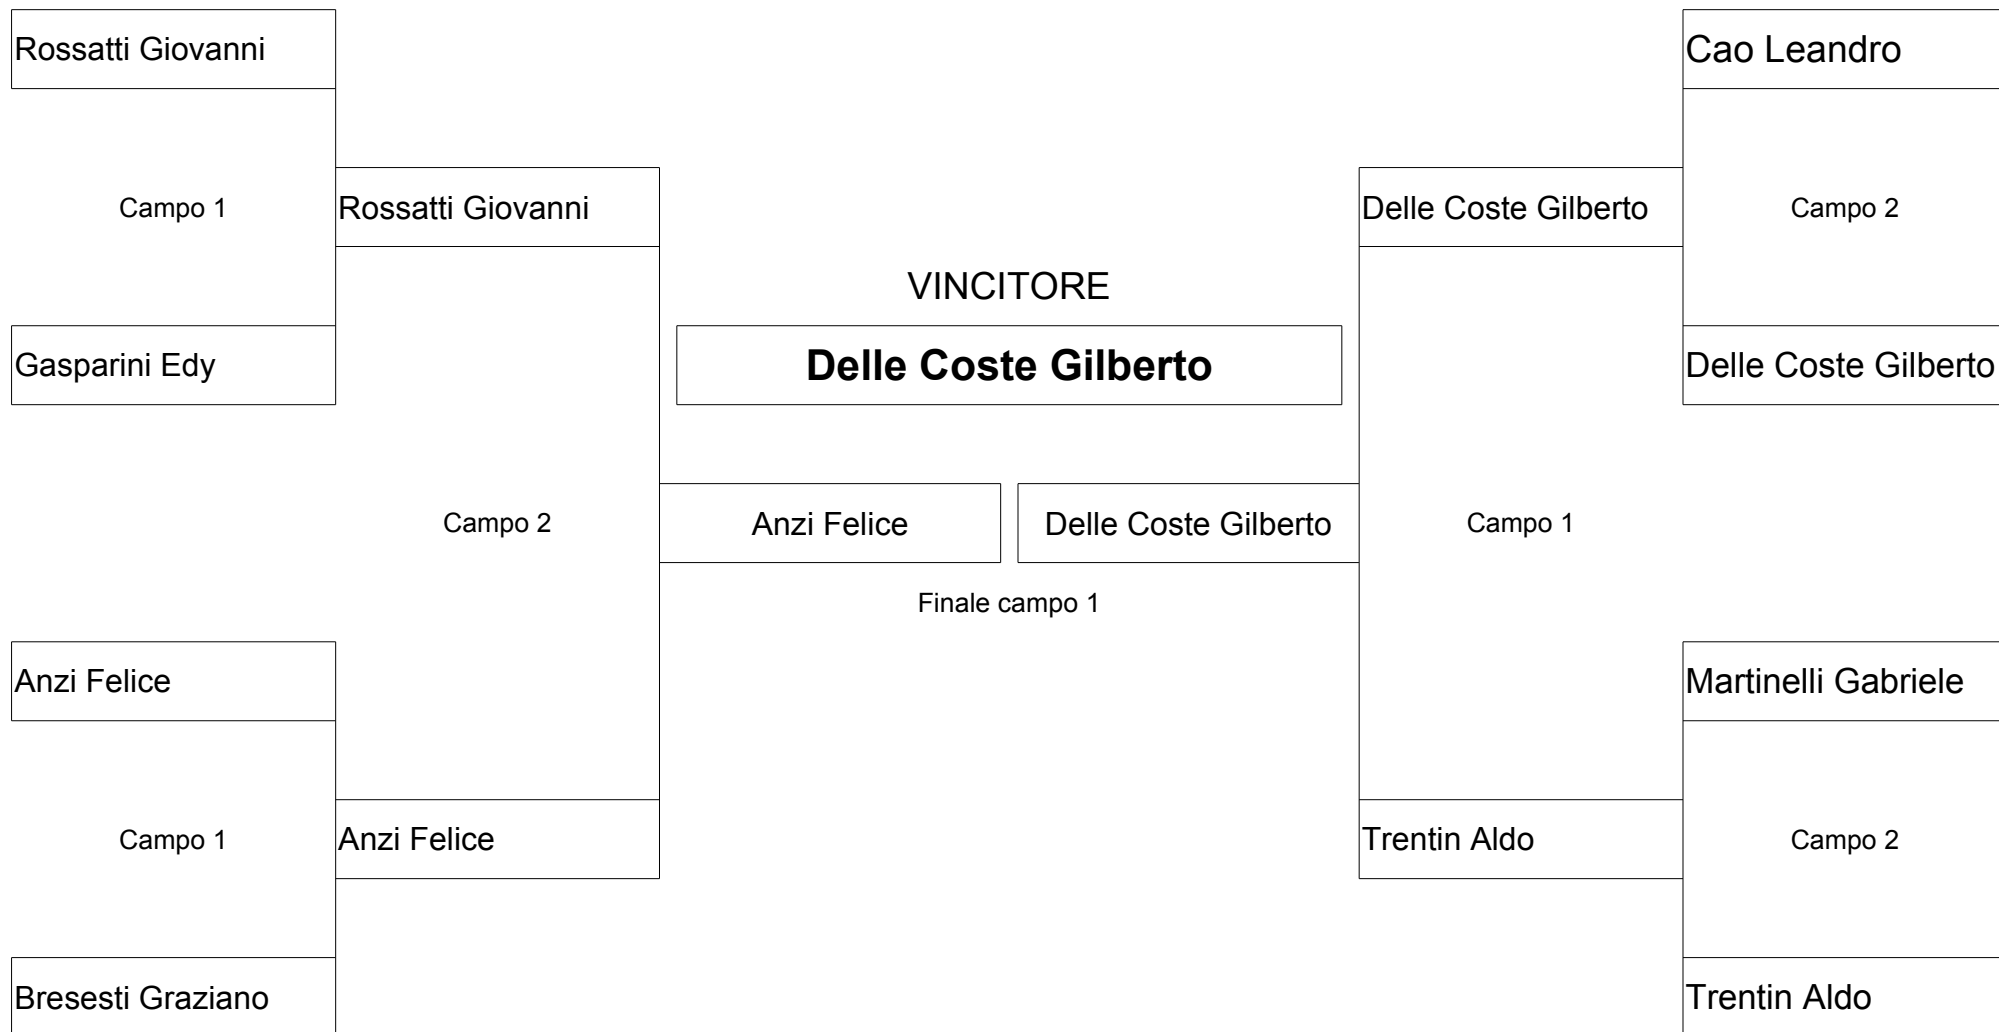 Rossatti Giovanni
Cao Leandro
Campo 1
Rossatti Giovanni
Delle Coste Gilberto
Campo 2
VINCITORE
Gasparini Edy
Delle Coste Gilberto
Delle Coste Gilberto
Campo 2
Anzi Felice
Delle Coste Gilberto
Campo 1
Finale campo 1
Anzi Felice
Martinelli Gabriele
Campo 1
Anzi Felice
Trentin Aldo
Campo 2
Bresesti Graziano
Trentin Aldo